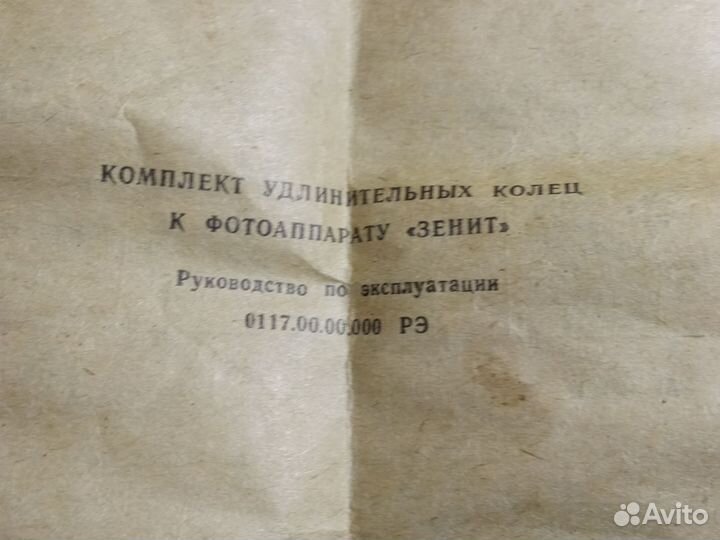 КОМПЛЕКТ УДЛИНИТЕЛЬНЫХ КОЛЕЦ
К ФОТОАППАРАТУ «ЗЕНИТ»
Руководство по эксплуатации
0117.00.00.000 РЭ
Avito